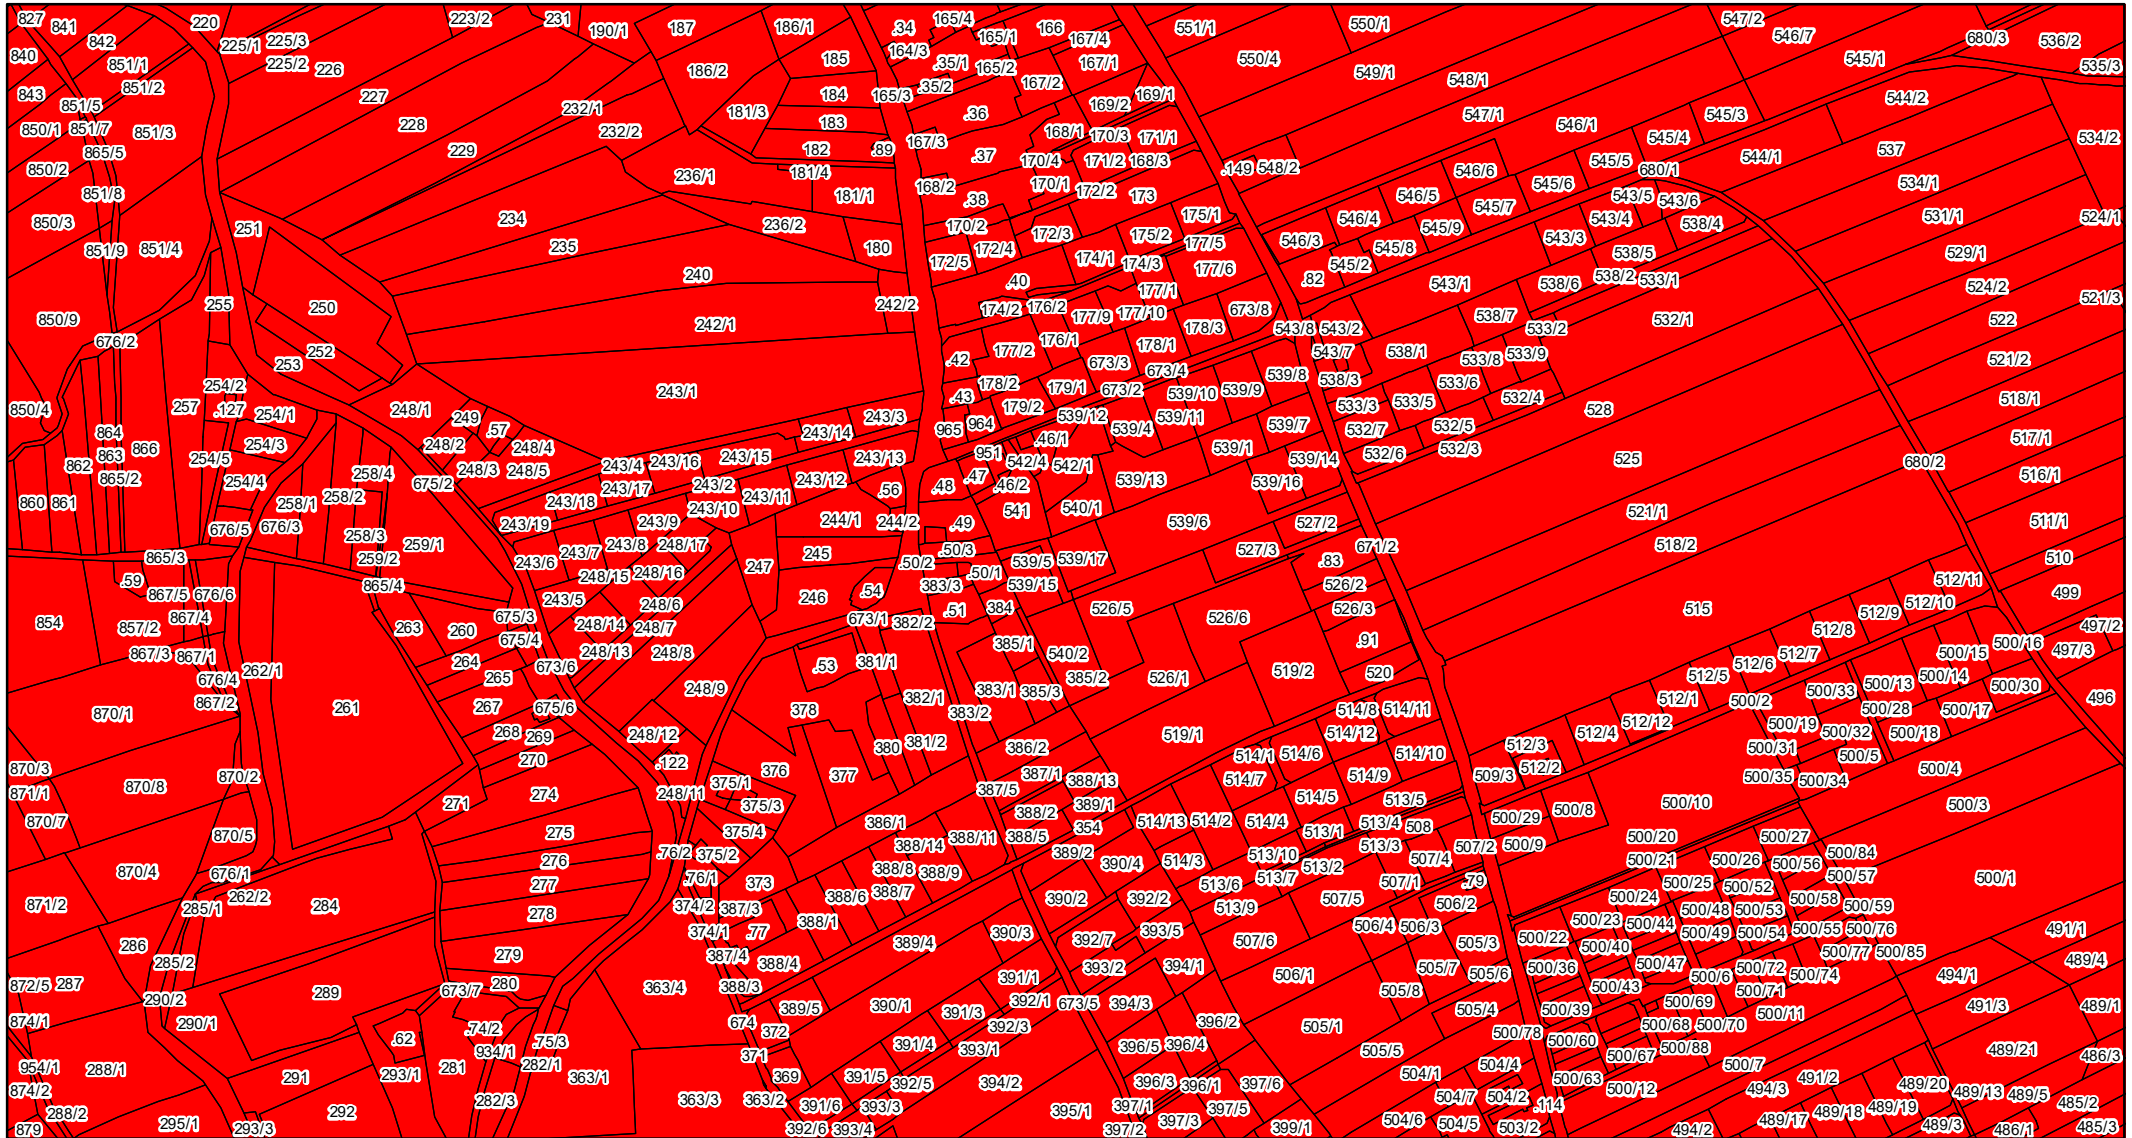 827 841 220 223/2 231 190/1 187 186/1 .34 165/4 165/1 166 167/4 551/1 550/1 547/2 546/7 680/3 536/2
840 842 225/1 225/3 225/2 226 186/2 185 164/3 .35/1 165/2 167/1 550/4 549/1 548/1 545/1 535/3
851/1 851/2 843 851/5 227 232/1 181/3 184 165/3 .35/2 167/2 169/2 169/1 547/1 545/3 544/2
850/1 851/7 851/3 228 232/2 183 .36 168/1 170/3 171/1 546/1 545/4 534/2
865/5 229 182 .89 167/3 .37 170/4 171/2 168/3 545/5 544/1 537
850/2 236/1 181/4 170/1 172/2 .149 548/2 546/6 545/6 680/1 534/1
851/8 181/1 168/2 .38 173 546/5 545/7 543/5 543/6
850/3 251 234 236/2 170/2 172/3 175/1 546/4 545/9 543/4 538/4 531/1 524/1
851/9 851/4 235 180 172/4 175/2 177/5 546/3 545/8 543/3 538/5 529/1
240 172/5 174/1 174/3 177/6 545/2 538/2 533/1
255 250 242/2 .40 177/1 .82 543/1 538/6 524/2 521/3
850/9 242/1 174/2 176/2 177/9 177/10 673/8 538/7 532/1 522
676/2 252 176/1 178/3 543/8 543/2 533/2
253 .42 177/2 178/1 543/7 538/1 533/8 533/9 521/2
254/2 243/1 178/2 673/3 673/4 539/8 538/3 533/6
850/4 257 .127 254/1 248/1 249 .43 179/1 673/2 539/10 539/9 533/3 533/5 532/4 528 518/1
864 866 254/3 248/2 .57 248/4 243/14 243/3 965 964 179/2 539/12 539/4 539/11 539/7 532/7 532/5 517/1
862 863 254/5 258/4 248/3 248/5 243/4 243/16 243/15 243/13 951 .46/1 542/4 542/1 539/1 539/14 532/6 532/3 525 680/2
865/2 254/4 258/2 675/2 243/17 243/2 243/12 .56 .48 .47 .46/2 539/13 539/16 516/1
860 861 258/1 243/18 243/10 243/11 541 540/1 521/1
676/5 676/3 258/3 243/19 243/9 244/1 244/2 .49 539/6 527/2 511/1
865/3 259/2 259/1 243/6 243/7 243/8 248/17 247 245 .50/2 .50/3 539/5 539/17 527/3 671/2 518/2 510
.59 867/5 676/6 865/4 243/5 248/15 248/16 246 .54 383/3 .50/1 539/15 .83 526/2 512/11 499
854 857/2 867/4 263 260 675/3 248/14 248/6 248/7 673/1 382/2 .51 384 526/5 526/6 526/3 515 512/9 512/10 497/2
867/3 867/1 264 675/4 248/13 248/8 .53 381/1 385/1 540/2 .91 512/8 512/7 500/16 497/3
676/4 262/1 265 673/6 385/2 526/1 519/2 520 512/6 500/15
870/1 867/2 261 267 675/6 248/9 378 382/1 383/1 385/3 514/8 514/11 512/5 512/1 500/2 500/33 500/13 500/14 500/30 496
268 269 248/12 380 381/2 383/2 386/2 519/1 514/12 512/3 512/4 512/12 500/19 500/28 500/17
870/3 870/8 870/2 270 .122 375/1 376 377 387/1 388/13 514/1 514/6 514/10 512/2 500/31 500/32 500/18 500/5
871/1 271 274 248/11 375/3 387/5 389/1 514/7 514/9 509/3 500/35 500/34 500/4
870/7 870/5 275 375/4 386/1 388/2 514/13 514/2 514/5 513/5 500/29 500/8 500/10 500/3
276 .76/2 375/2 388/14 388/11 388/5 354 514/4 513/1 513/4 508 507/2 500/9 500/20 500/27
870/4 676/1 277 .76/1 373 388/8 388/9 389/2 390/4 514/3 513/10 513/2 513/3 507/4 500/21 500/26 500/56 500/84
871/2 285/1 262/2 284 278 374/2 387/3 388/6 388/7 390/2 392/2 513/6 513/7 507/1 .79 500/24 500/25 500/52 500/57 500/1
286 374/1 .77 388/1 389/4 390/3 392/7 393/5 513/9 507/5 506/4 506/3 506/2 500/23 500/44 500/48 500/53 500/58 500/59
285/2 279 387/4 388/4 507/6 505/3 500/22 500/40 500/49 500/54 500/55 500/76 491/1
872/5 287 290/2 289 673/7 280 363/4 388/3 391/1 393/2 394/1 506/1 505/7 505/6 500/36 500/47 500/6 500/72 500/77 500/85 489/4
874/1 290/1 .62 .74/2 .75/3 674 389/5 390/1 391/3 392/1 673/5 394/3 505/8 505/4 500/43 500/39 500/69 500/71 500/74 494/1
372 392/3 396/2 505/1 500/78 500/68 500/70 500/11 491/3 489/1
954/1 288/1 291 293/1 281 934/1 282/1 363/1 371 391/4 393/1 396/5 396/4 505/5 504/4 500/60 500/67 500/88 500/7 489/21 486/3
874/2 288/2 292 282/3 363/3 363/2 369 391/5 392/5 394/2 396/3 396/1 397/6 504/1 504/7 504/2 500/63 500/12 494/3 491/2 489/20 489/13 489/5
879 295/1 293/3 392/6 391/6 393/3 393/4 395/1 397/1 397/2 397/3 397/5 399/1 504/6 504/5 503/2 .114 494/2 489/17 489/18 489/19 489/3 486/1 485/2 485/3